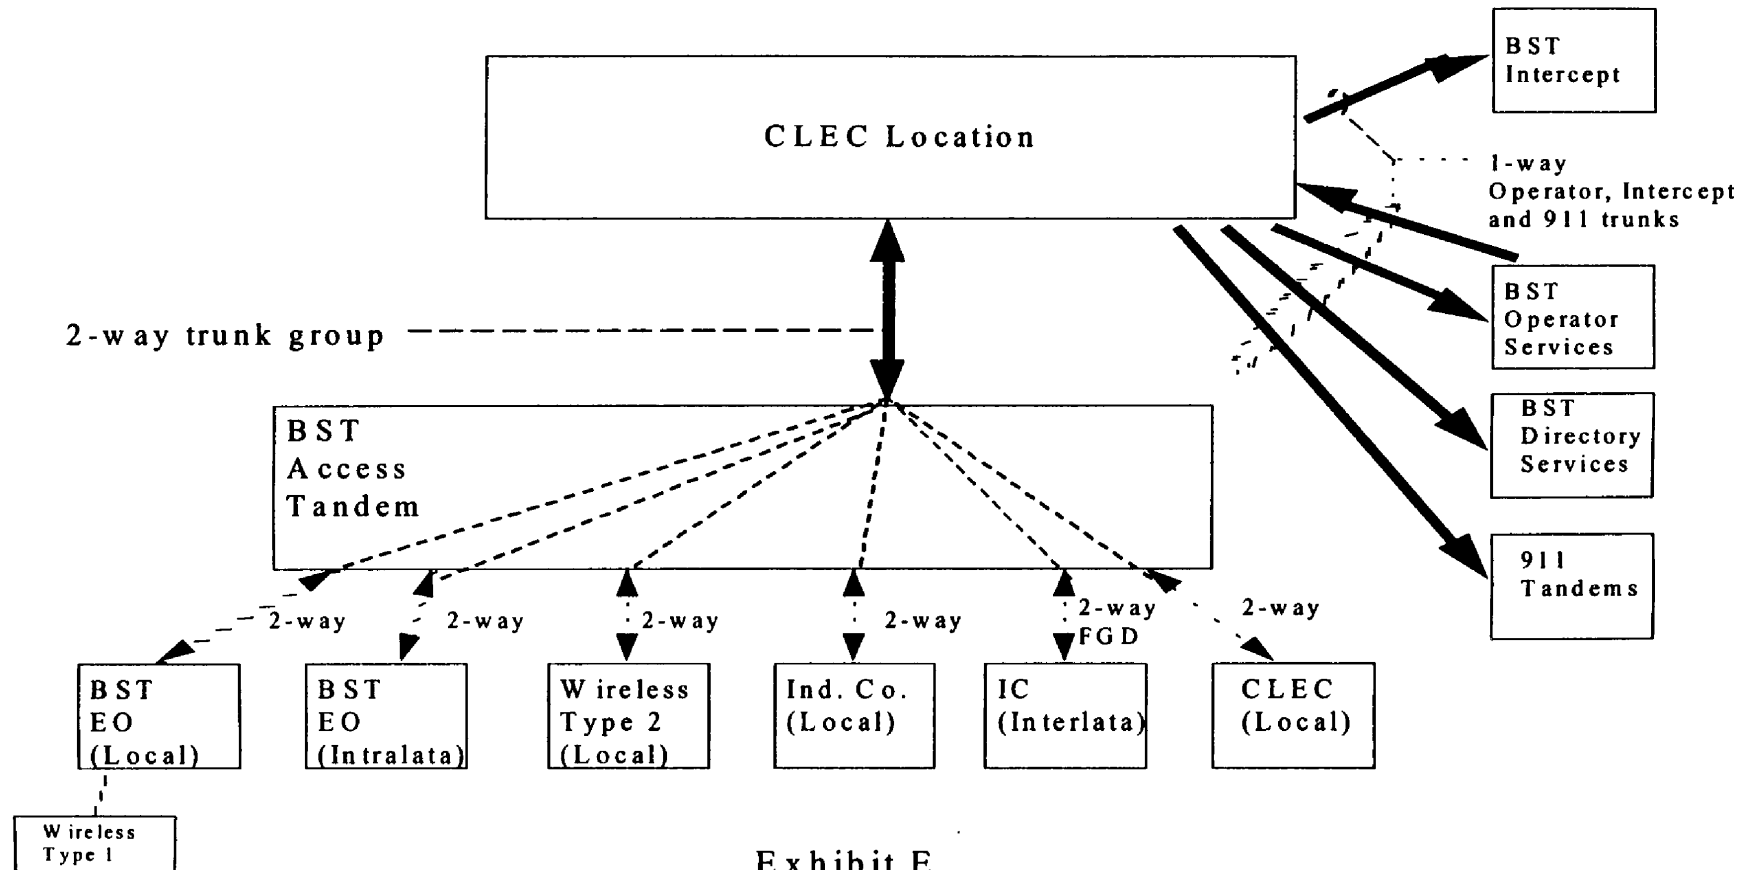 BST
Intercept
CLEC Location
1-way
Operator, Intercept
and 911 trunks
BST
Operator
Services
2-way trunk group
BST
Directory
Services
BST
Access
Tandem
911
Tandems
2-way
2-way
2-way
2-way
2-way
FGD
2-way
BST
EO
(Local)
BST
EO
(Intralata)
Wireless
Type 2
(Local)
Ind. Co.
(Local)
IC
(Interlata)
CLEC
(Local)
Wireless
Type 1
Exhibit E